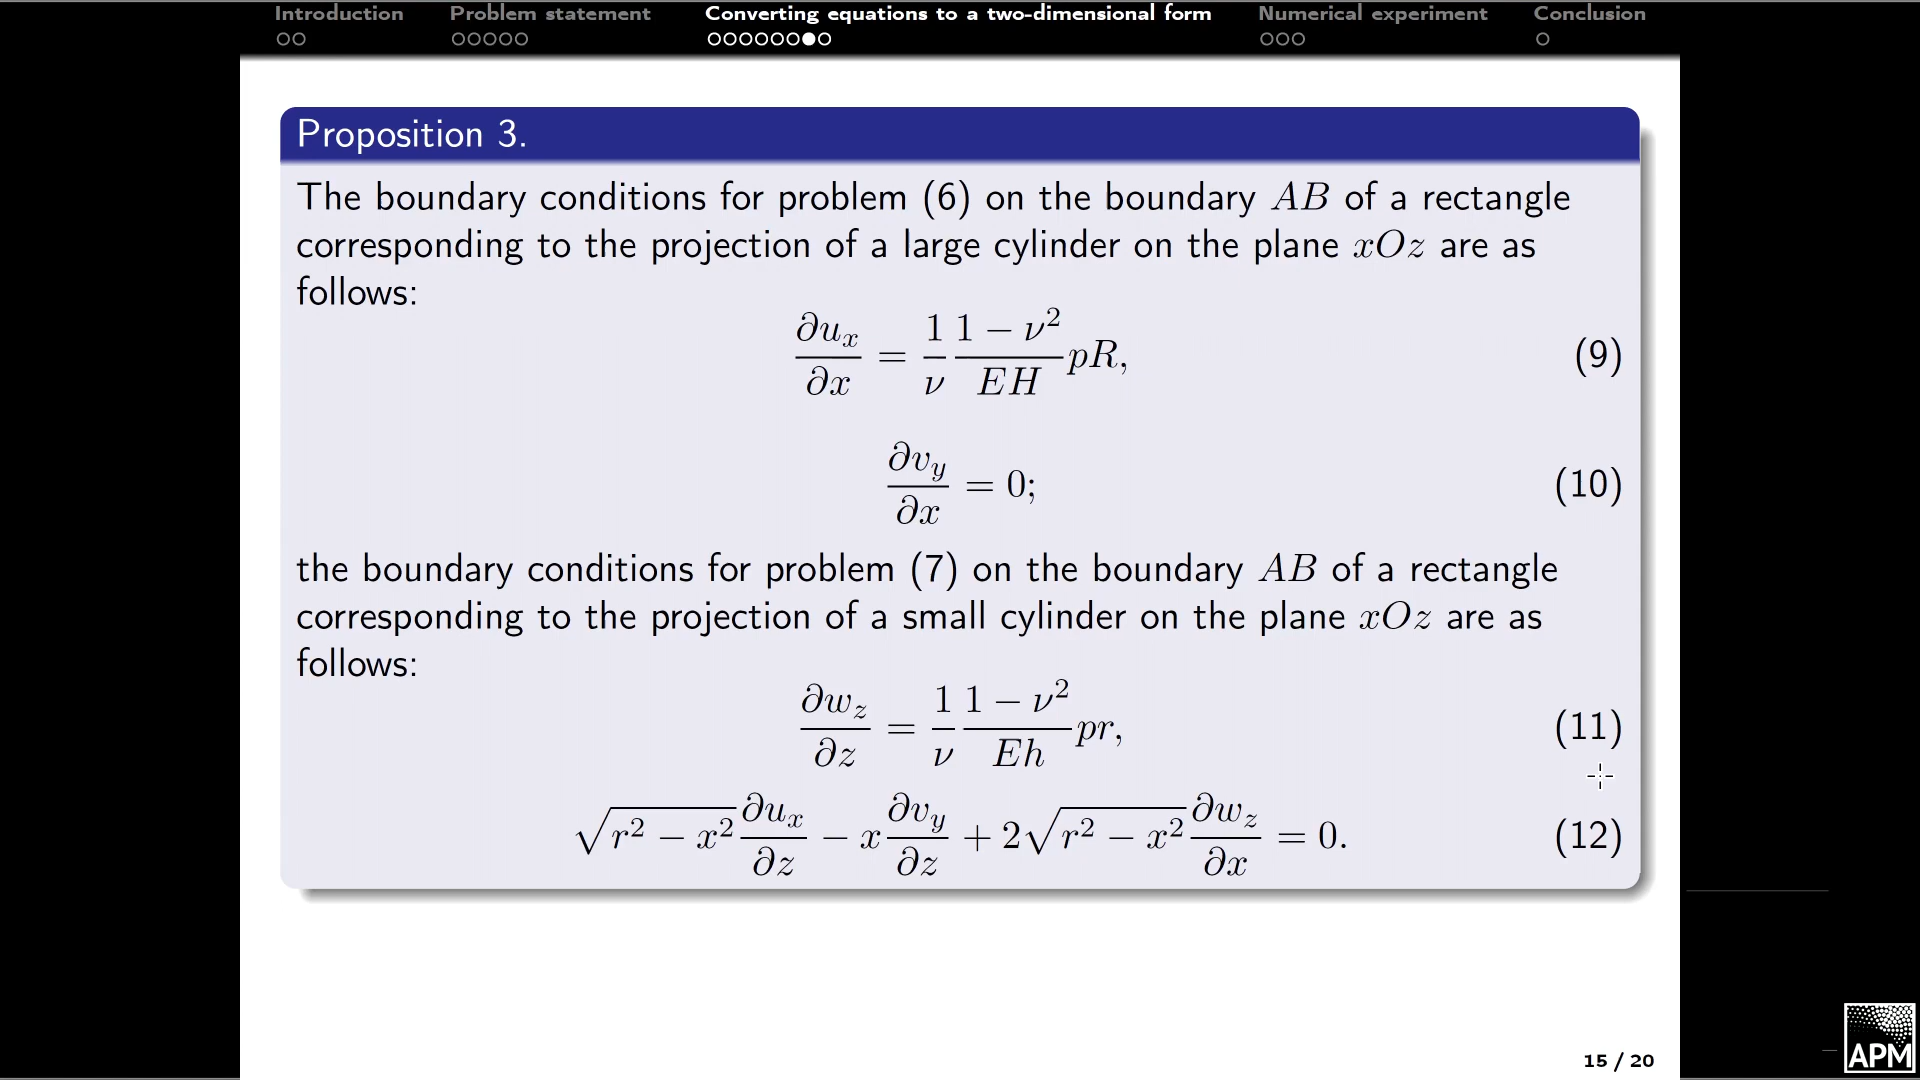 Introduction Problem statement Converting equations to a two-dimensional form Numerical experiment Conclusion
Proposition 3.
The boundary conditions for problem (6) on the boundary AB of a rectangle
corresponding to the projection of a large cylinder on the plane xOz are as
follows:
∂u_x/∂x = 1/ν (1 − ν²)/(EH) pR, (9)
∂v_y/∂x = 0; (10)
the boundary conditions for problem (7) on the boundary AB of a rectangle
corresponding to the projection of a small cylinder on the plane xOz are as
follows:
∂w_z/∂z = 1/ν (1 − ν²)/(Eh) pr, (11)
√(r² − x²) ∂u_x/∂z − x ∂v_y/∂z + 2√(r² − x²) ∂w_z/∂x = 0. (12)
15 / 20
APM